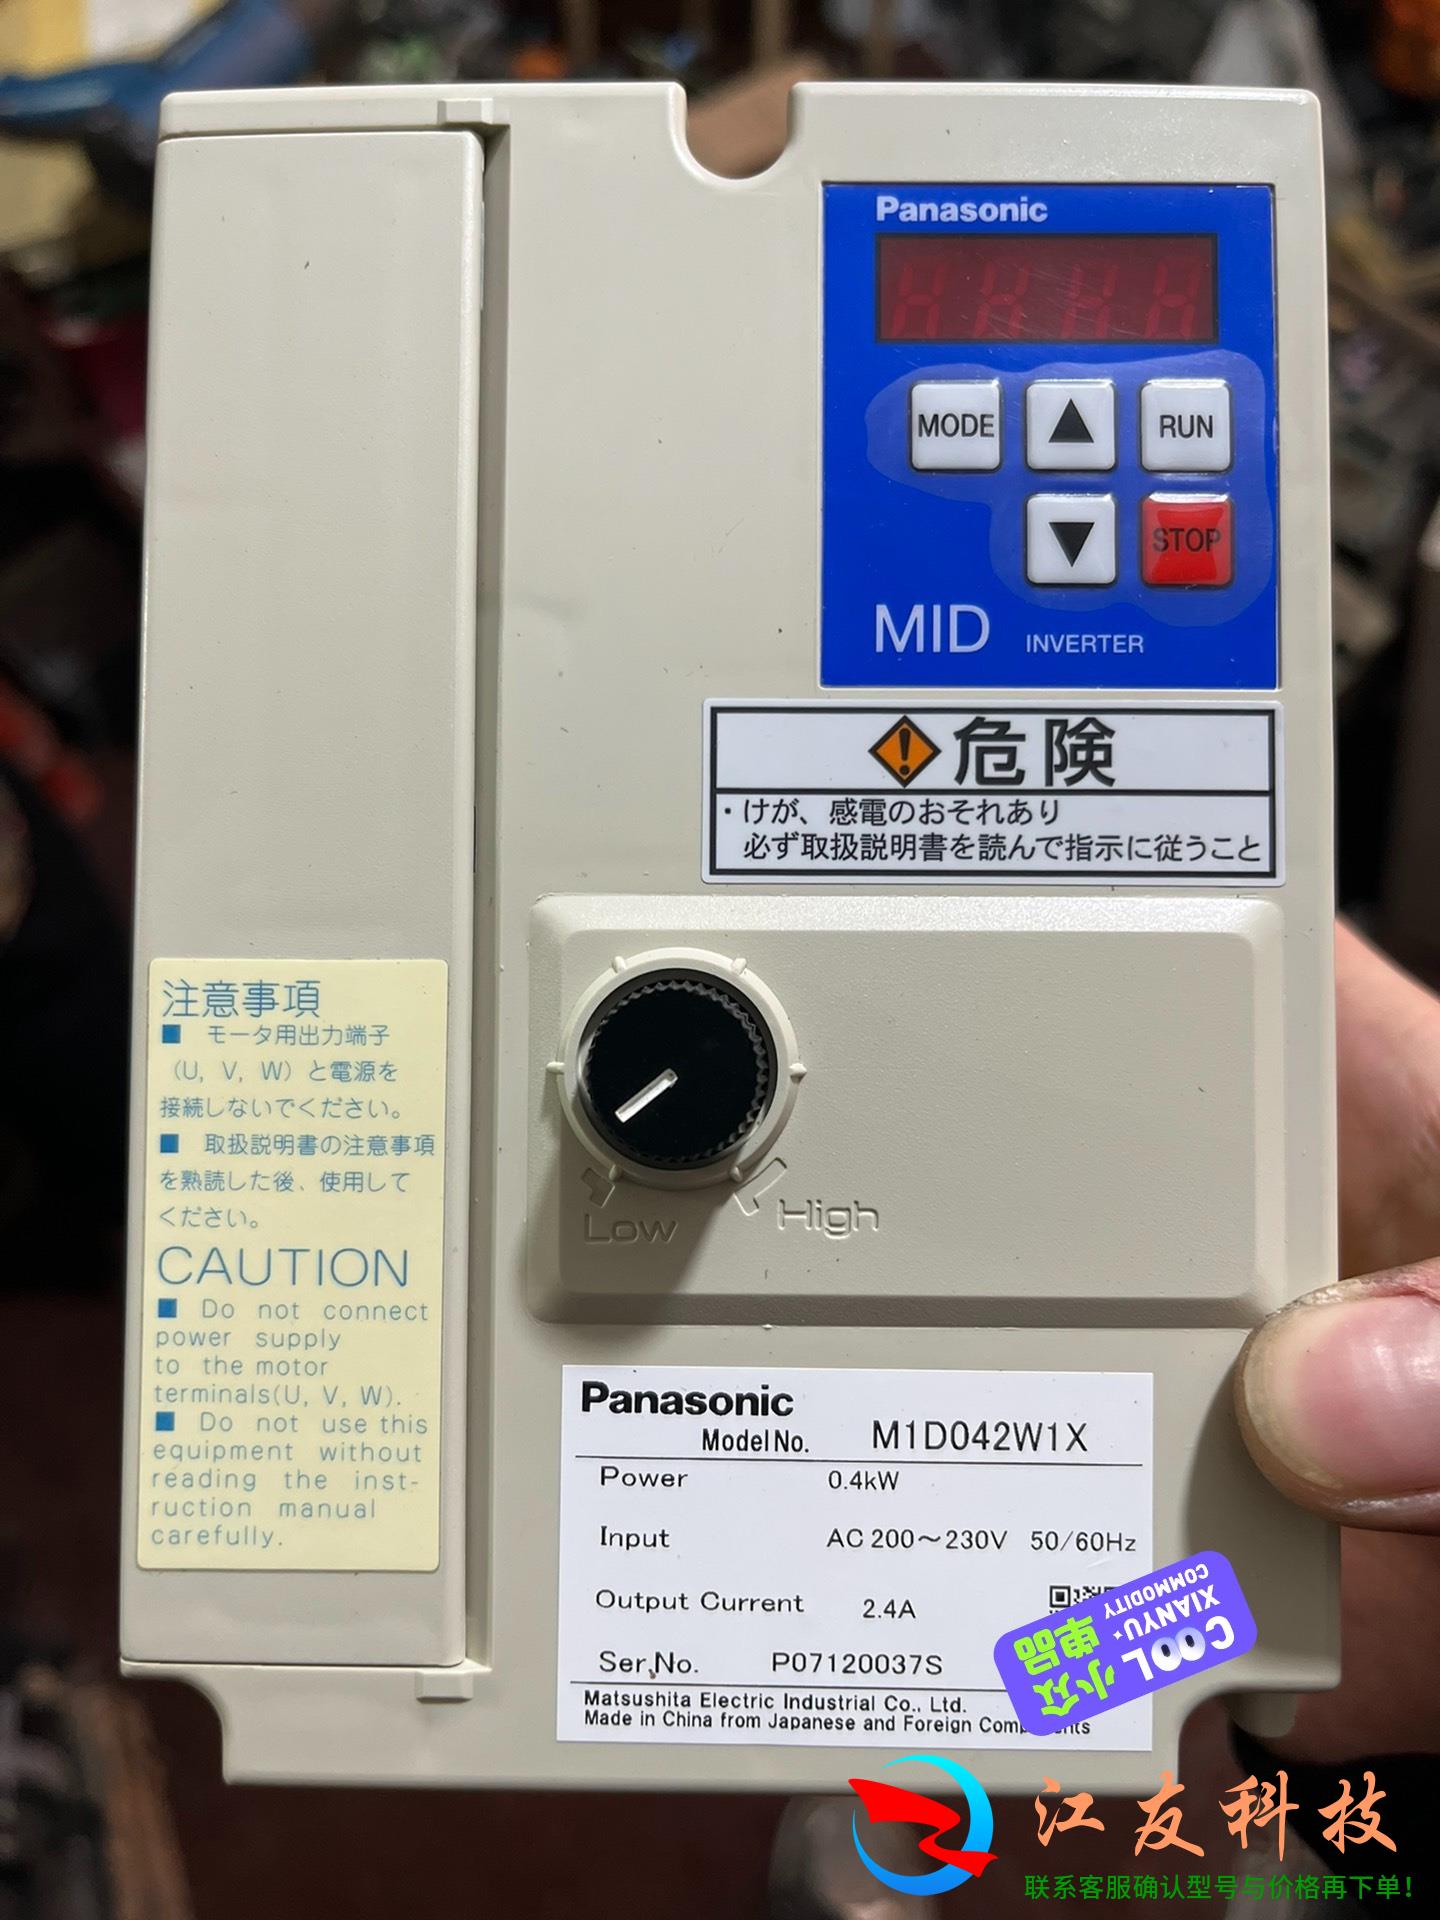 Panasonic
MODE
RUN
STOP
MID INVERTER
危険
・けが、感電のおそれあり
必ず取扱説明書を読んで指示に従うこと
注意事項
■ モータ用出力端子
(U, V, W) と電源を
接続しないでください。
■ 取扱説明書の注意事項
を熟読した後、使用して
ください。
CAUTION
■ Do not connect
power supply
to the motor
terminals(U, V, W).
■ Do not use this
equipment without
reading the inst-
ruction manual
carefully.
Low
High
Panasonic
Model No. M1D042W1X
Power 0.4kW
Input AC 200～230V 50/60Hz
Output Current 2.4A
Ser.No. P07120037S
Matsushita Electric Industrial Co., Ltd.
Made in China from Japanese and Foreign
COOL 小众
XIANYU 单品
COMMODITY
江友科技
联系客服确认型号与价格再下单！